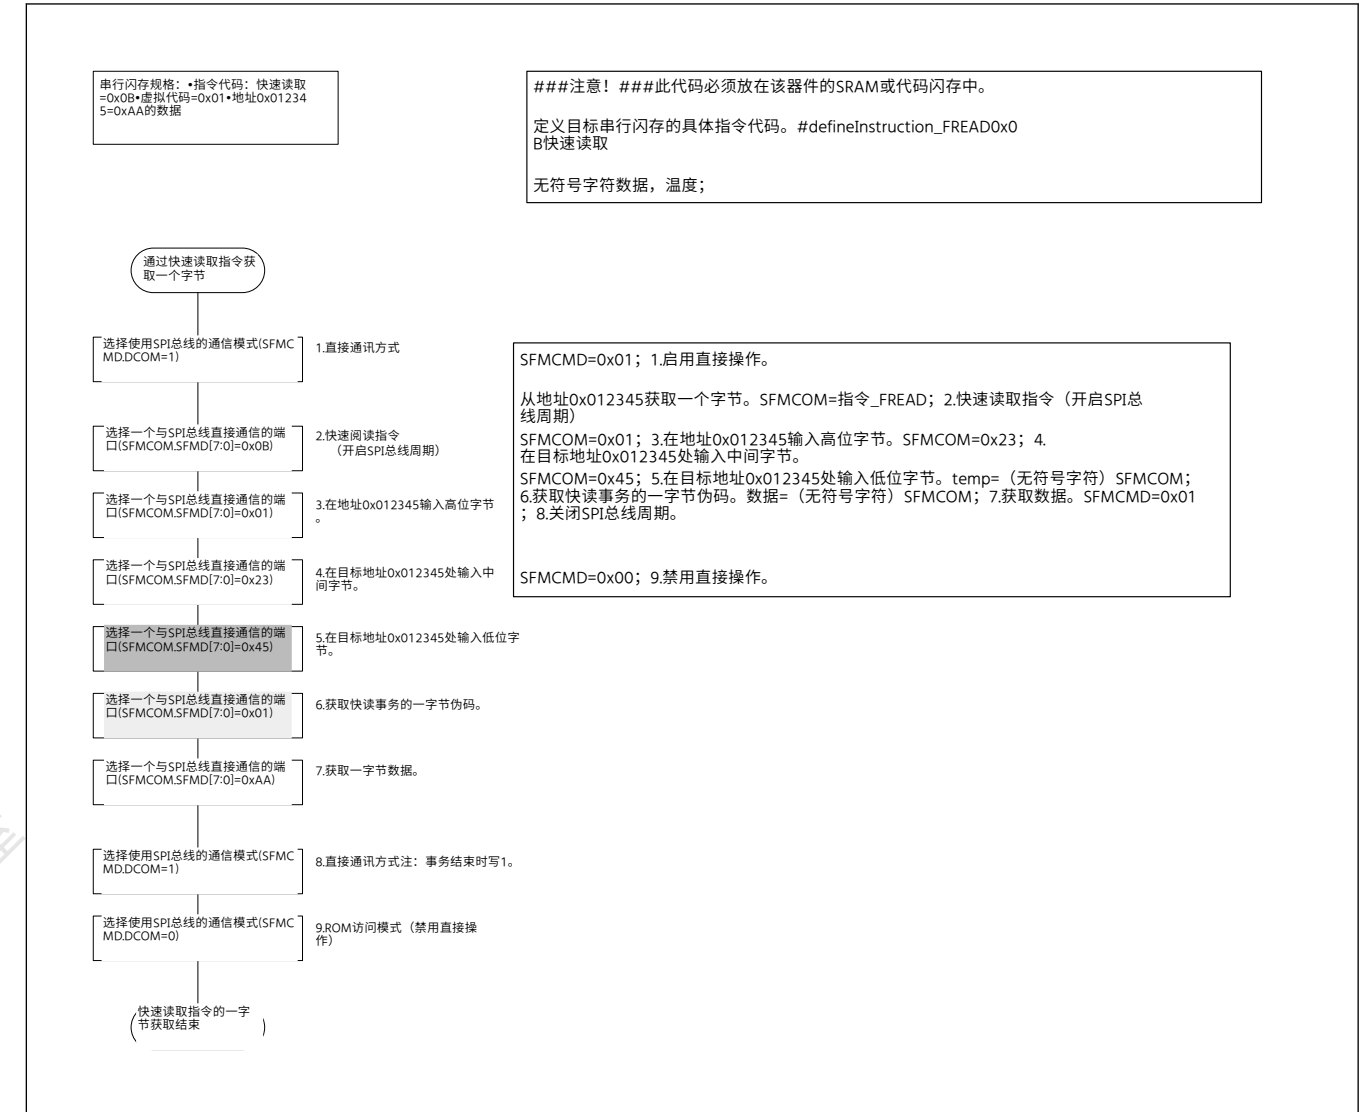 串行闪存规格：•指令代码：快速读取
=0x0B•虚拟代码=0x01•地址0x01234
5=0xAA的数据
###注意！###此代码必须放在该器件的SRAM或代码闪存中。
定义目标串行闪存的具体指令代码。#defineInstruction_FREAD0x0
B快速读取
无符号字符数据，温度；
通过快速读取指令获
取一个字节
选择使用SPI总线的通信模式(SFMC
MD.DCOM=1)
1.直接通讯方式
选择一个与SPI总线直接通信的端
口(SFMCOM.SFMD[7:0]=0x0B)
2.快速阅读指令
（开启SPI总线周期）
选择一个与SPI总线直接通信的端
口(SFMCOM.SFMD[7:0]=0x01)
3.在地址0x012345输入高位字节
。
选择一个与SPI总线直接通信的端
口(SFMCOM.SFMD[7:0]=0x23)
4.在目标地址0x012345处输入中
间字节。
选择一个与SPI总线直接通信的端
口(SFMCOM.SFMD[7:0]=0x45)
5.在目标地址0x012345处输入低位字
节。
选择一个与SPI总线直接通信的端
口(SFMCOM.SFMD[7:0]=0x01)
6.获取快读事务的一字节伪码。
选择一个与SPI总线直接通信的端
口(SFMCOM.SFMD[7:0]=0xAA)
7.获取一字节数据。
选择使用SPI总线的通信模式(SFMC
MD.DCOM=1)
8.直接通讯方式注：事务结束时写1。
选择使用SPI总线的通信模式(SFMC
MD.DCOM=0)
9.ROM访问模式（禁用直接操
作）
快速读取指令的一字
节获取结束
SFMCMD=0x01；1.启用直接操作。
从地址0x012345获取一个字节。SFMCOM=指令_FREAD；2.快速读取指令（开启SPI总
线周期）
SFMCOM=0x01；3.在地址0x012345输入高位字节。SFMCOM=0x23；4.
在目标地址0x012345处输入中间字节。
SFMCOM=0x45；5.在目标地址0x012345处输入低位字节。temp=（无符号字符）SFMCOM；
6.获取快读事务的一字节伪码。数据=（无符号字符）SFMCOM；7.获取数据。SFMCMD=0x01
；8.关闭SPI总线周期。
SFMCMD=0x00；9.禁用直接操作。